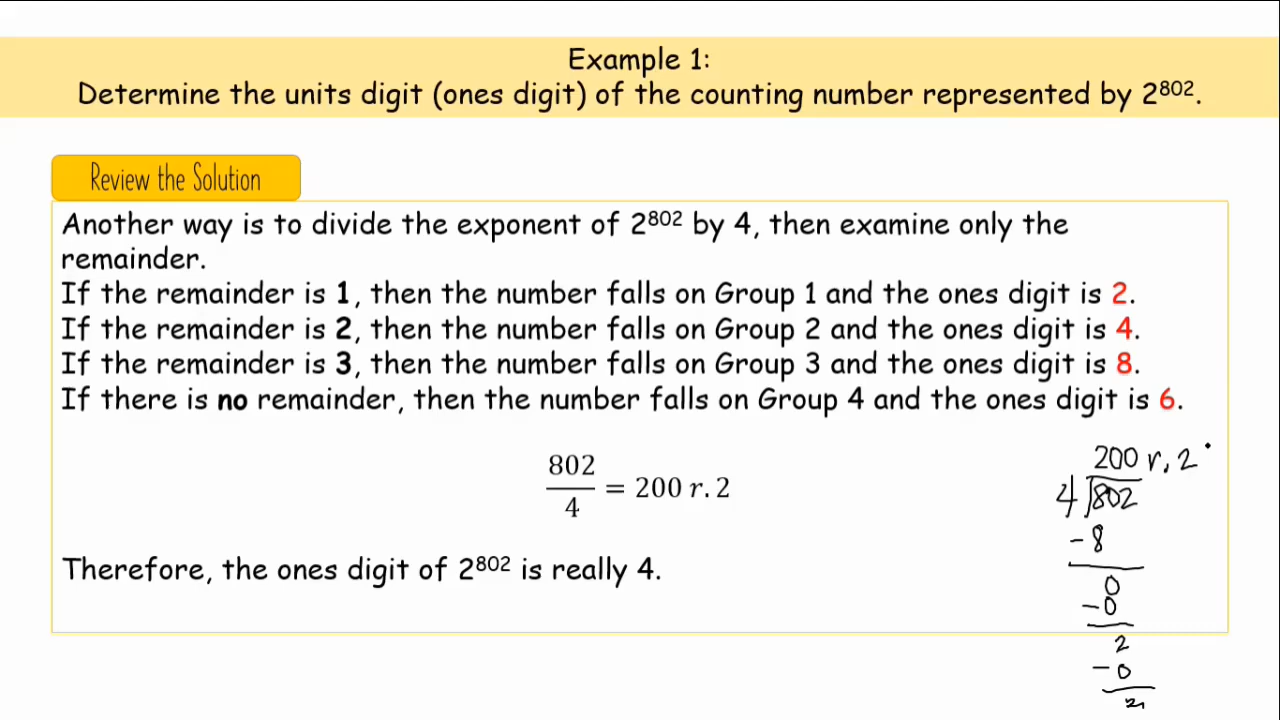 Example 1:
Determine the units digit (ones digit) of the counting number represented by 2⁸⁰².
Review the Solution
Another way is to divide the exponent of 2⁸⁰² by 4, then examine only the
remainder.
If the remainder is 1, then the number falls on Group 1 and the ones digit is 2.
If the remainder is 2, then the number falls on Group 2 and the ones digit is 4.
If the remainder is 3, then the number falls on Group 3 and the ones digit is 8.
If there is no remainder, then the number falls on Group 4 and the ones digit is 6.
802
4
= 200 r. 2
Therefore, the ones digit of 2⁸⁰² is really 4.
200 r. 2
4 802
-8
0
-0
2
-0
2